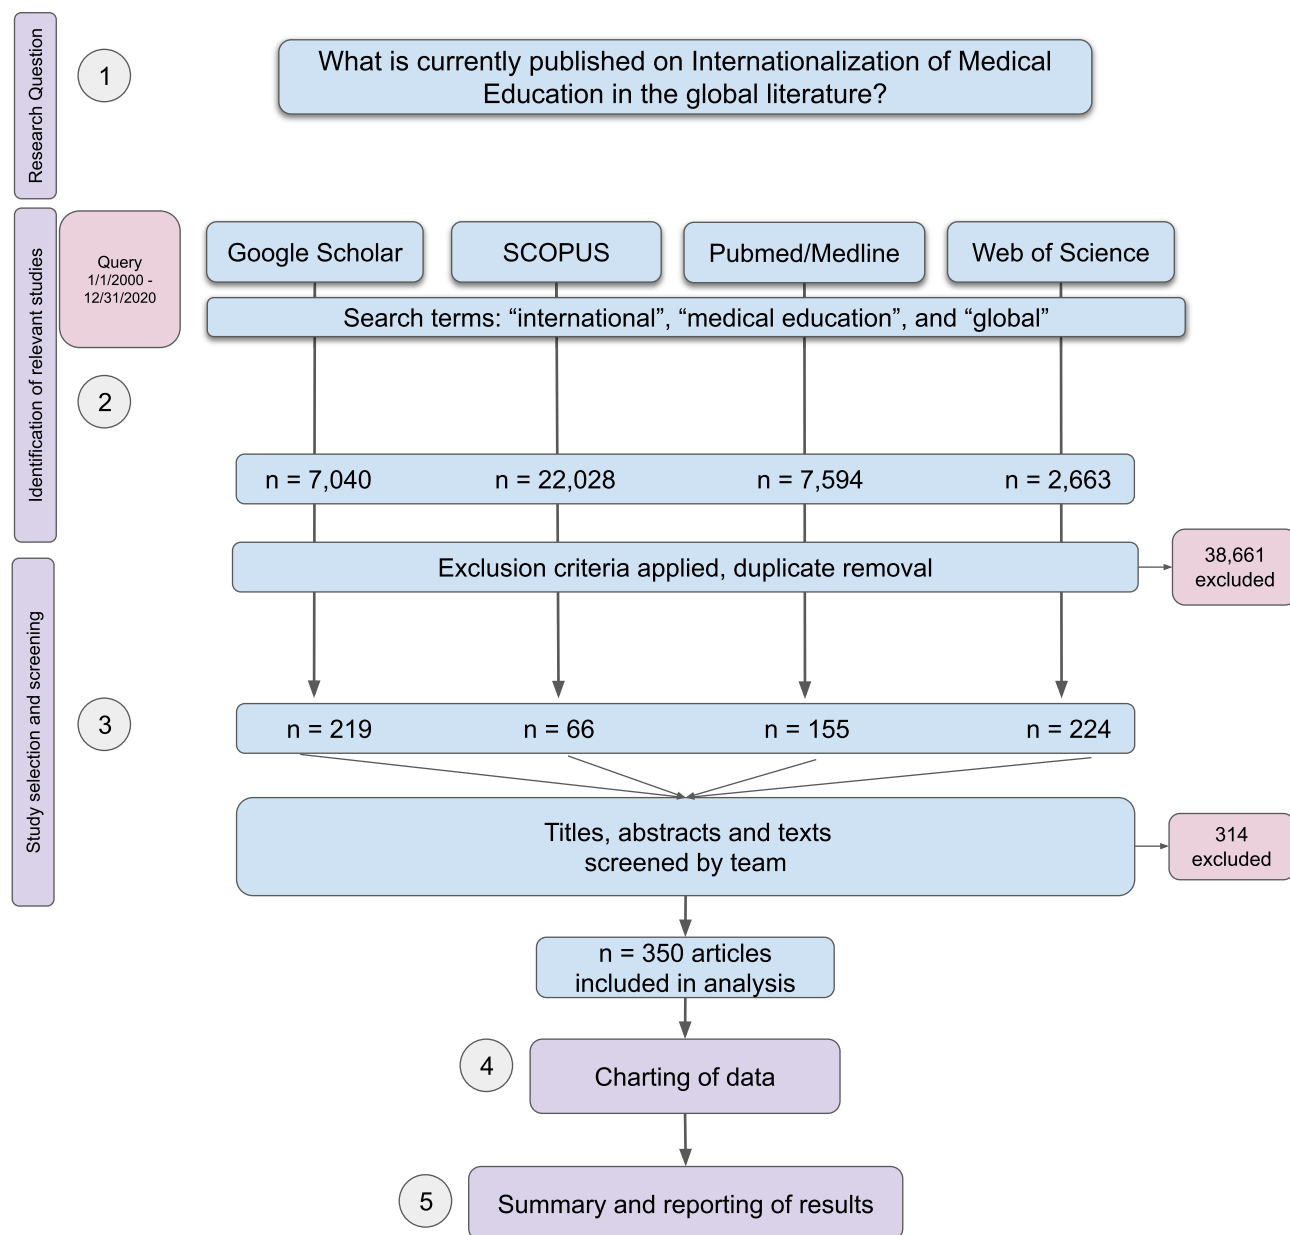 Research Question
1
What is currently published on Internationalization of Medical
Education in the global literature?
Identification of relevant studies
Query
1/1/2000 -
12/31/2020
Google Scholar
SCOPUS
Pubmed/Medline
Web of Science
Search terms: “international”, “medical education”, and “global”
2
n = 7,040
n = 22,028
n = 7,594
n = 2,663
Exclusion criteria applied, duplicate removal
38,661
excluded
Study selection and screening
3
n = 219
n = 66
n = 155
n = 224
Titles, abstracts and texts
screened by team
314
excluded
n = 350 articles
included in analysis
4
Charting of data
5
Summary and reporting of results